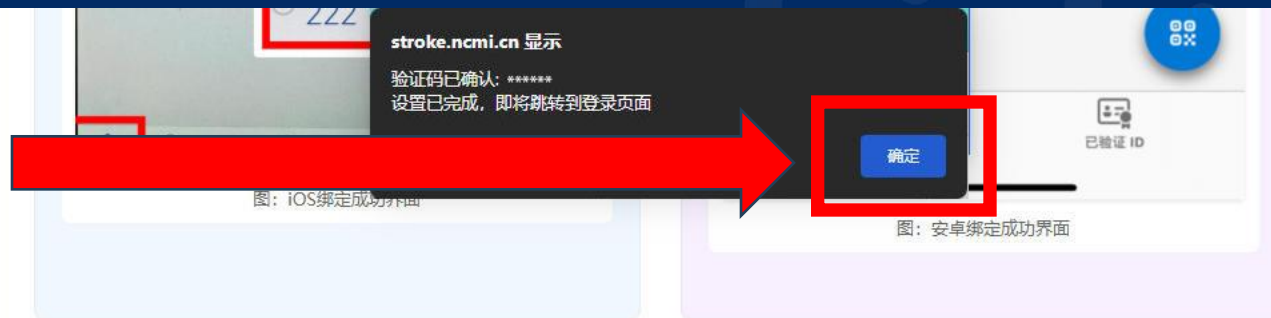 222
stroke.ncmi.cn 显示
验证码已确认: ******
设置已完成，即将跳转到登录页面
确定
已验证 ID
图：iOS绑定成功界面
图：安卓绑定成功界面